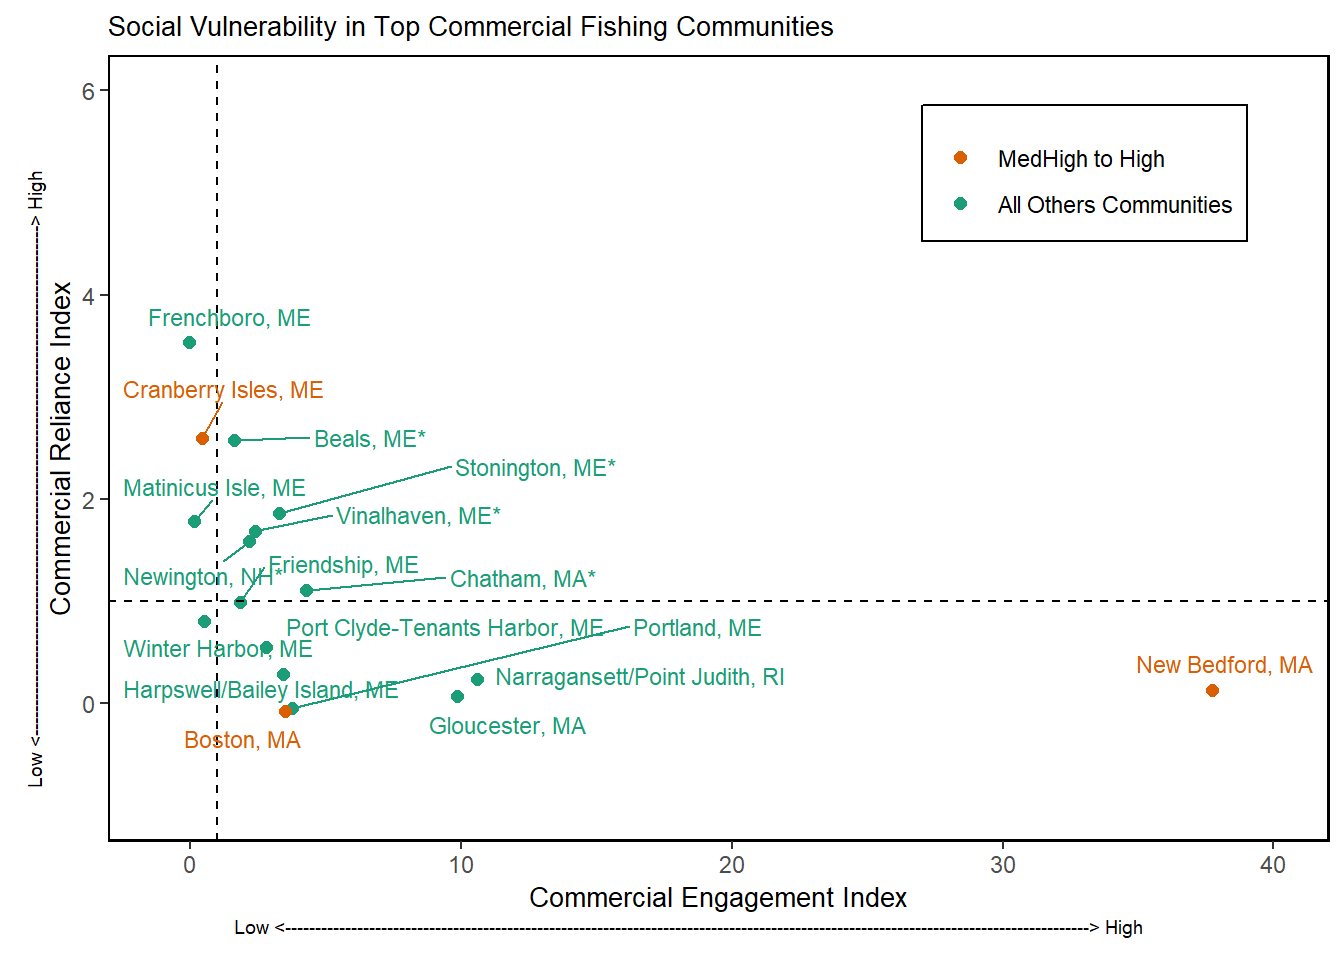 Social Vulnerability in Top Commercial Fishing Communities
6
4
2
0
Commercial Reliance Index
Low <--------------------------------------------------------------------> High
MedHigh to High
All Others Communities
Frenchboro, ME
Cranberry Isles, ME
Beals, ME*
Stonington, ME*
Matinicus Isle, ME
Vinalhaven, ME*
Friendship, ME
Newington, NH*
Chatham, MA*
Port Clyde-Tenants Harbor, ME
Portland, ME
Winter Harbor, ME
New Bedford, MA
Narragansett/Point Judith, RI
Harpswell/Bailey Island, ME
Gloucester, MA
Boston, MA
0
10
20
30
40
Commercial Engagement Index
Low <--------------------------------------------------------------------------------------------------------------------------------------> High